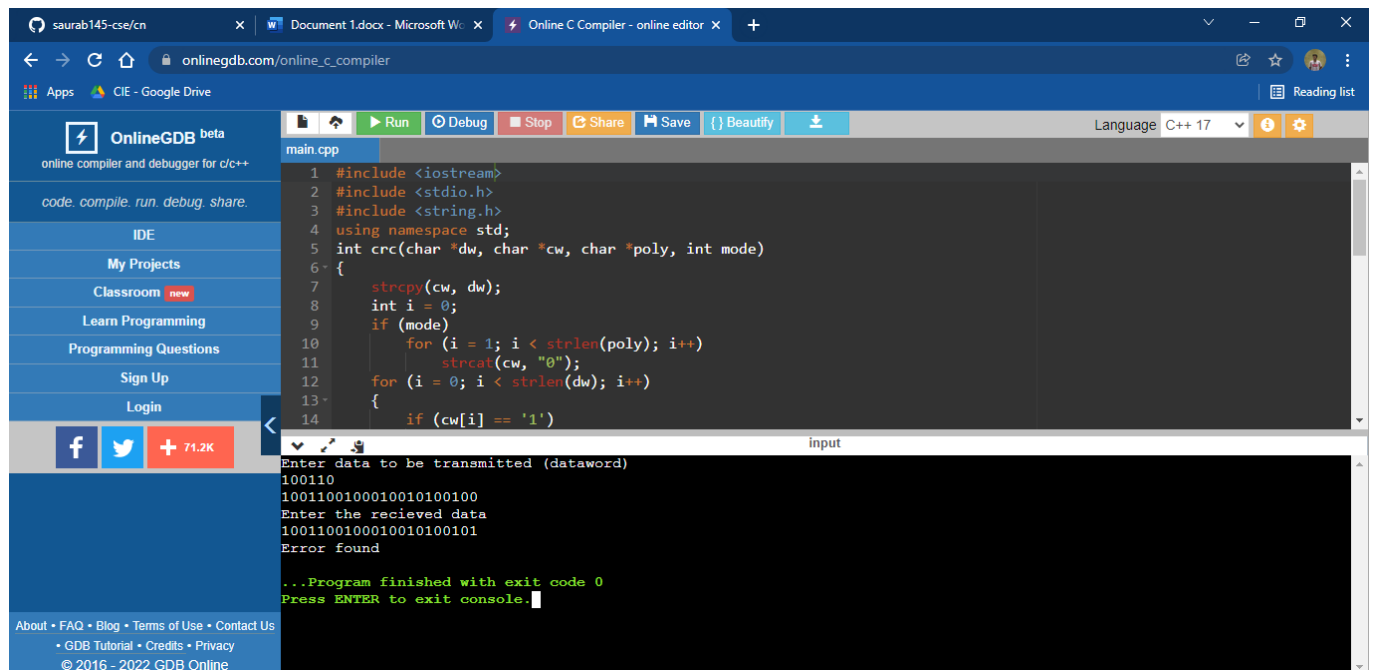 saurab145-cse/cn
Document 1.docx - Microsoft Wo
Online C Compiler - online editor
onlinegdb.com/online_c_compiler
Apps
CIE - Google Drive
Reading list
OnlineGDB beta
online compiler and debugger for c/c++
code. compile. run. debug. share.
IDE
My Projects
Classroom new
Learn Programming
Programming Questions
Sign Up
Login
71.2K
About • FAQ • Blog • Terms of Use • Contact Us
• GDB Tutorial • Credits • Privacy
© 2016 - 2022 GDB Online
Run Debug Stop Share Save { } Beautify
Language C++ 17
main.cpp
1 #include <iostream>
2 #include <stdio.h>
3 #include <string.h>
4 using namespace std;
5 int crc(char *dw, char *cw, char *poly, int mode)
6 {
7 strcpy(cw, dw);
8 int i = 0;
9 if (mode)
10 for (i = 1; i < strlen(poly); i++)
11 strcat(cw, "0");
12 for (i = 0; i < strlen(dw); i++)
13 {
14 if (cw[i] == '1')
input
Enter data to be transmitted (dataword)
100110
1001100100010010100100
Enter the recieved data
1001100100010010100101
Error found
...Program finished with exit code 0
Press ENTER to exit console.